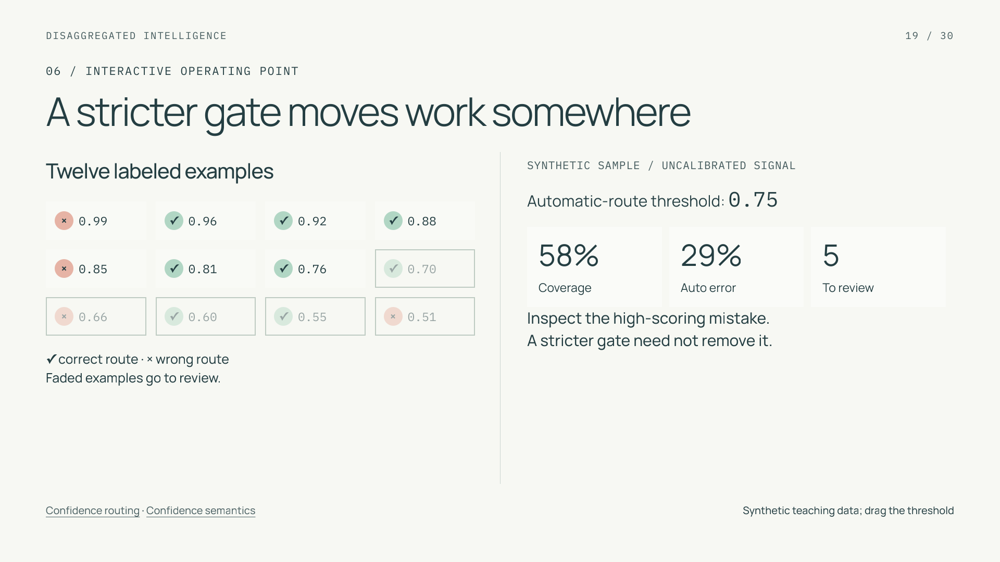 DISAGGREGATED INTELLIGENCE
19 / 30
06 / INTERACTIVE OPERATING POINT
A stricter gate moves work somewhere
Twelve labeled examples
× 0.99
✓ 0.96
✓ 0.92
✓ 0.88
× 0.85
✓ 0.81
✓ 0.76
✓ 0.70
× 0.66
✓ 0.60
✓ 0.55
× 0.51
✓ correct route · × wrong route
Faded examples go to review.
SYNTHETIC SAMPLE / UNCALIBRATED SIGNAL
Automatic-route threshold: 0.75
58%
Coverage
29%
Auto error
5
To review
Inspect the high-scoring mistake.
A stricter gate need not remove it.
Confidence routing · Confidence semantics
Synthetic teaching data; drag the threshold